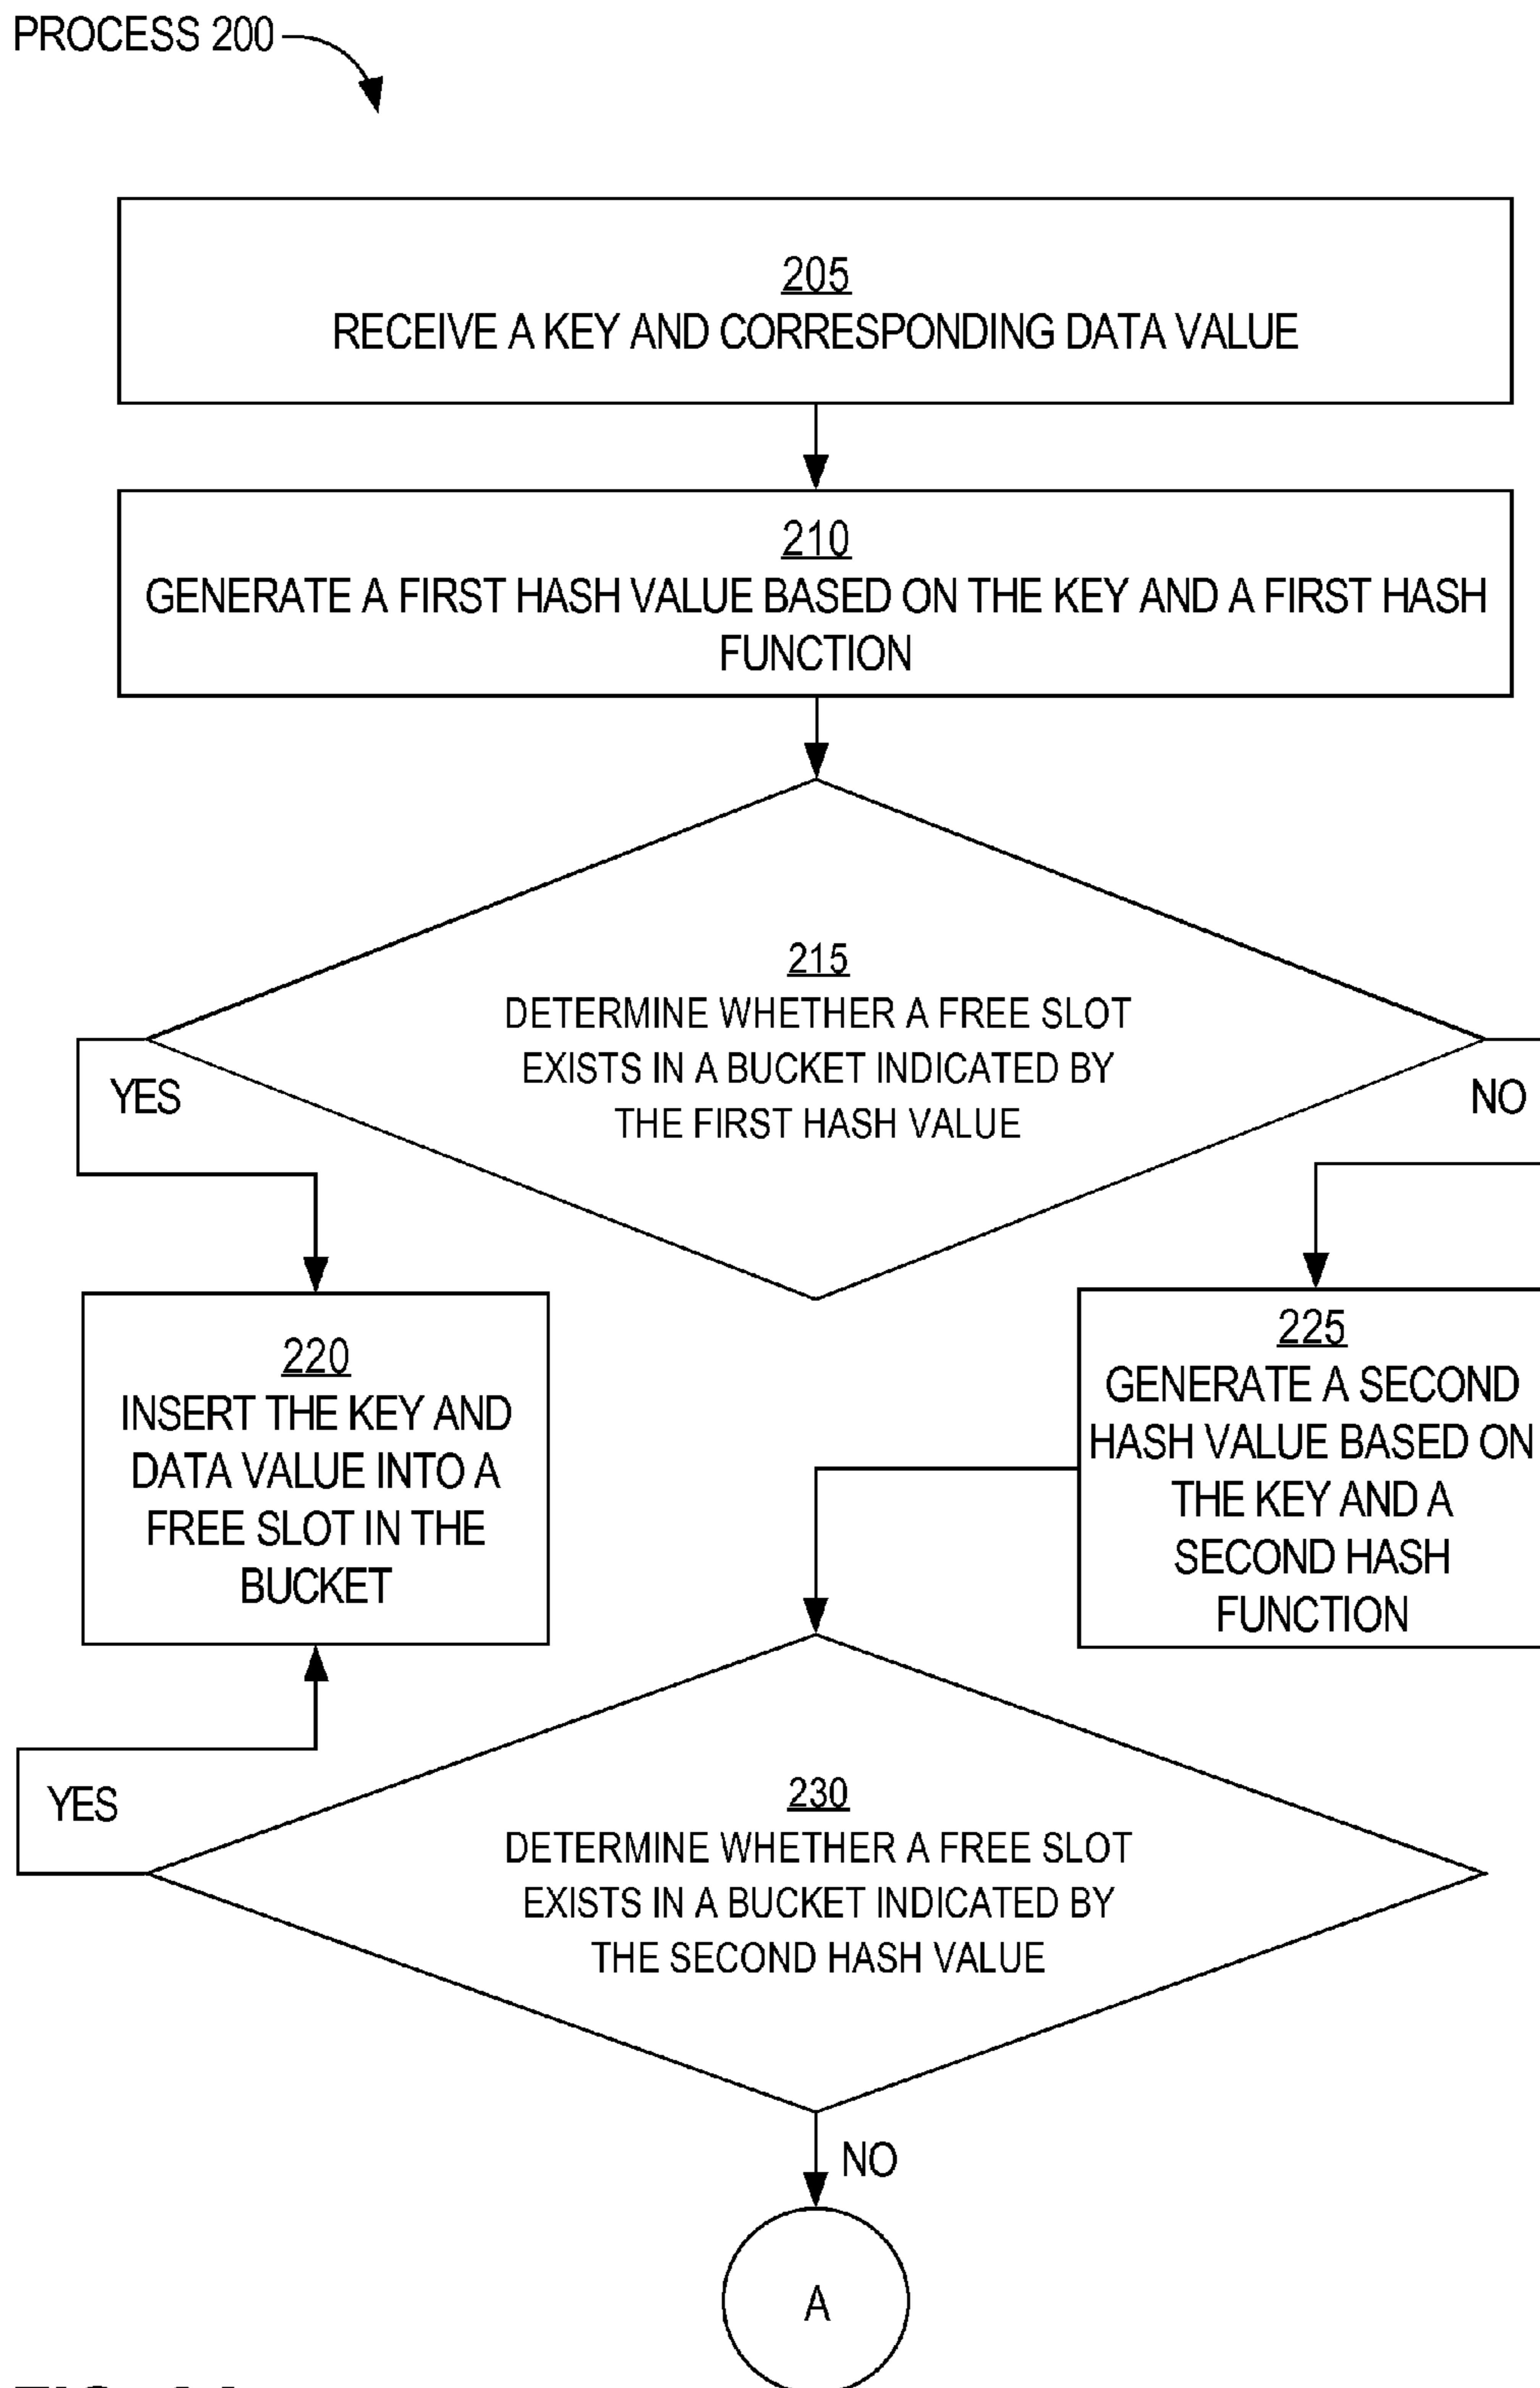 PROCESS 200
205
RECEIVE A KEY AND CORRESPONDING DATA VALUE
210
GENERATE A FIRST HASH VALUE BASED ON THE KEY AND A FIRST HASH
FUNCTION
215
DETERMINE WHETHER A FREE SLOT
EXISTS IN A BUCKET INDICATED BY
THE FIRST HASH VALUE
YES
NO
220
INSERT THE KEY AND
DATA VALUE INTO A
FREE SLOT IN THE
BUCKET
225
GENERATE A SECOND
HASH VALUE BASED ON
THE KEY AND A
SECOND HASH
FUNCTION
YES
230
DETERMINE WHETHER A FREE SLOT
EXISTS IN A BUCKET INDICATED BY
THE SECOND HASH VALUE
NO
A